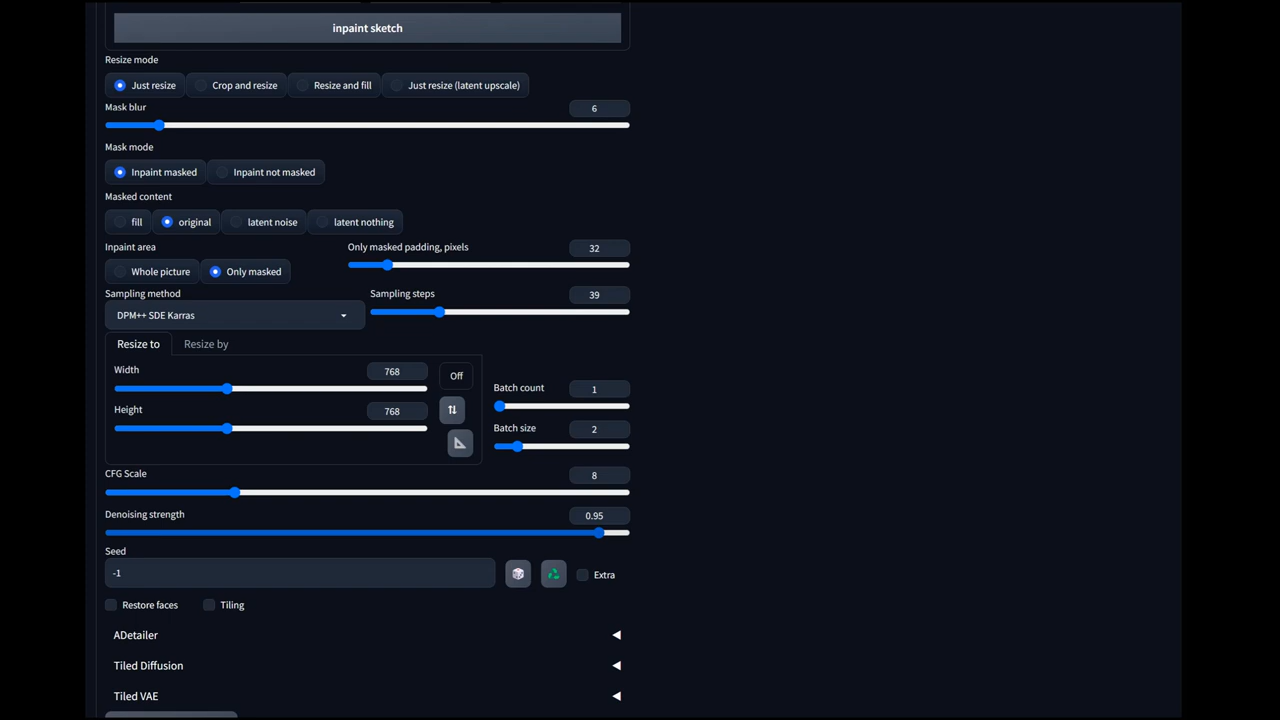 inpaint sketch
Resize mode
Just resize Crop and resize Resize and fill Just resize (latent upscale)
Mask blur 6
Mask mode
Inpaint masked Inpaint not masked
Masked content
fill original latent noise latent nothing
Inpaint area Only masked padding, pixels 32
Whole picture Only masked
Sampling method Sampling steps 39
DPM++ SDE Karras
Resize to Resize by
Width 768 Off
Batch count 1
Height 768
Batch size 2
CFG Scale 8
Denoising strength 0.95
Seed
-1 Extra
Restore faces Tiling
ADetailer
Tiled Diffusion
Tiled VAE